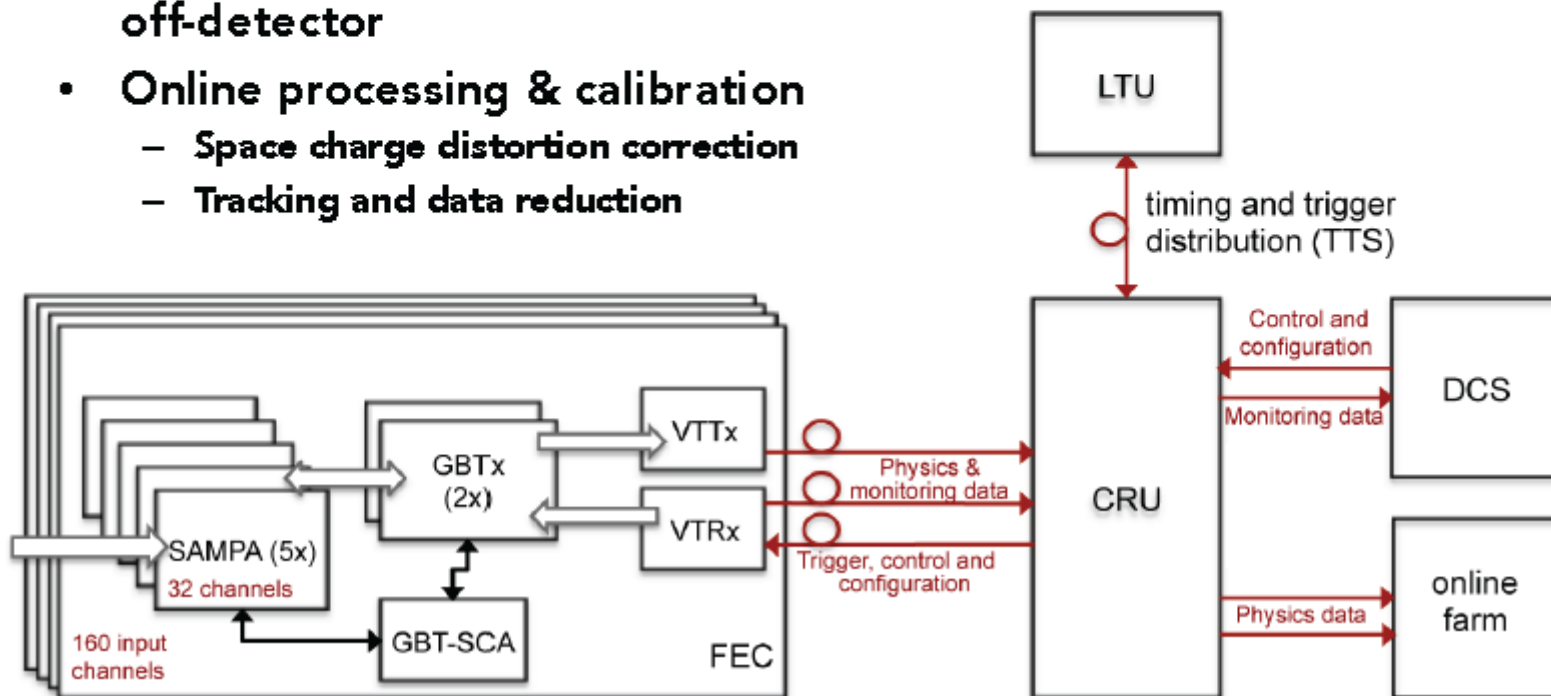 off-detector
• Online processing & calibration
– Space charge distortion correction
– Tracking and data reduction
LTU
timing and trigger
distribution (TTS)
Control and
configuration
DCS
Monitoring data
VTTx
GBTx
(2x)
Physics &
monitoring data
CRU
VTRx
SAMPA (5x)
32 channels
Trigger, control and
configuration
online
farm
Physics data
160 input
channels
GBT-SCA
FEC